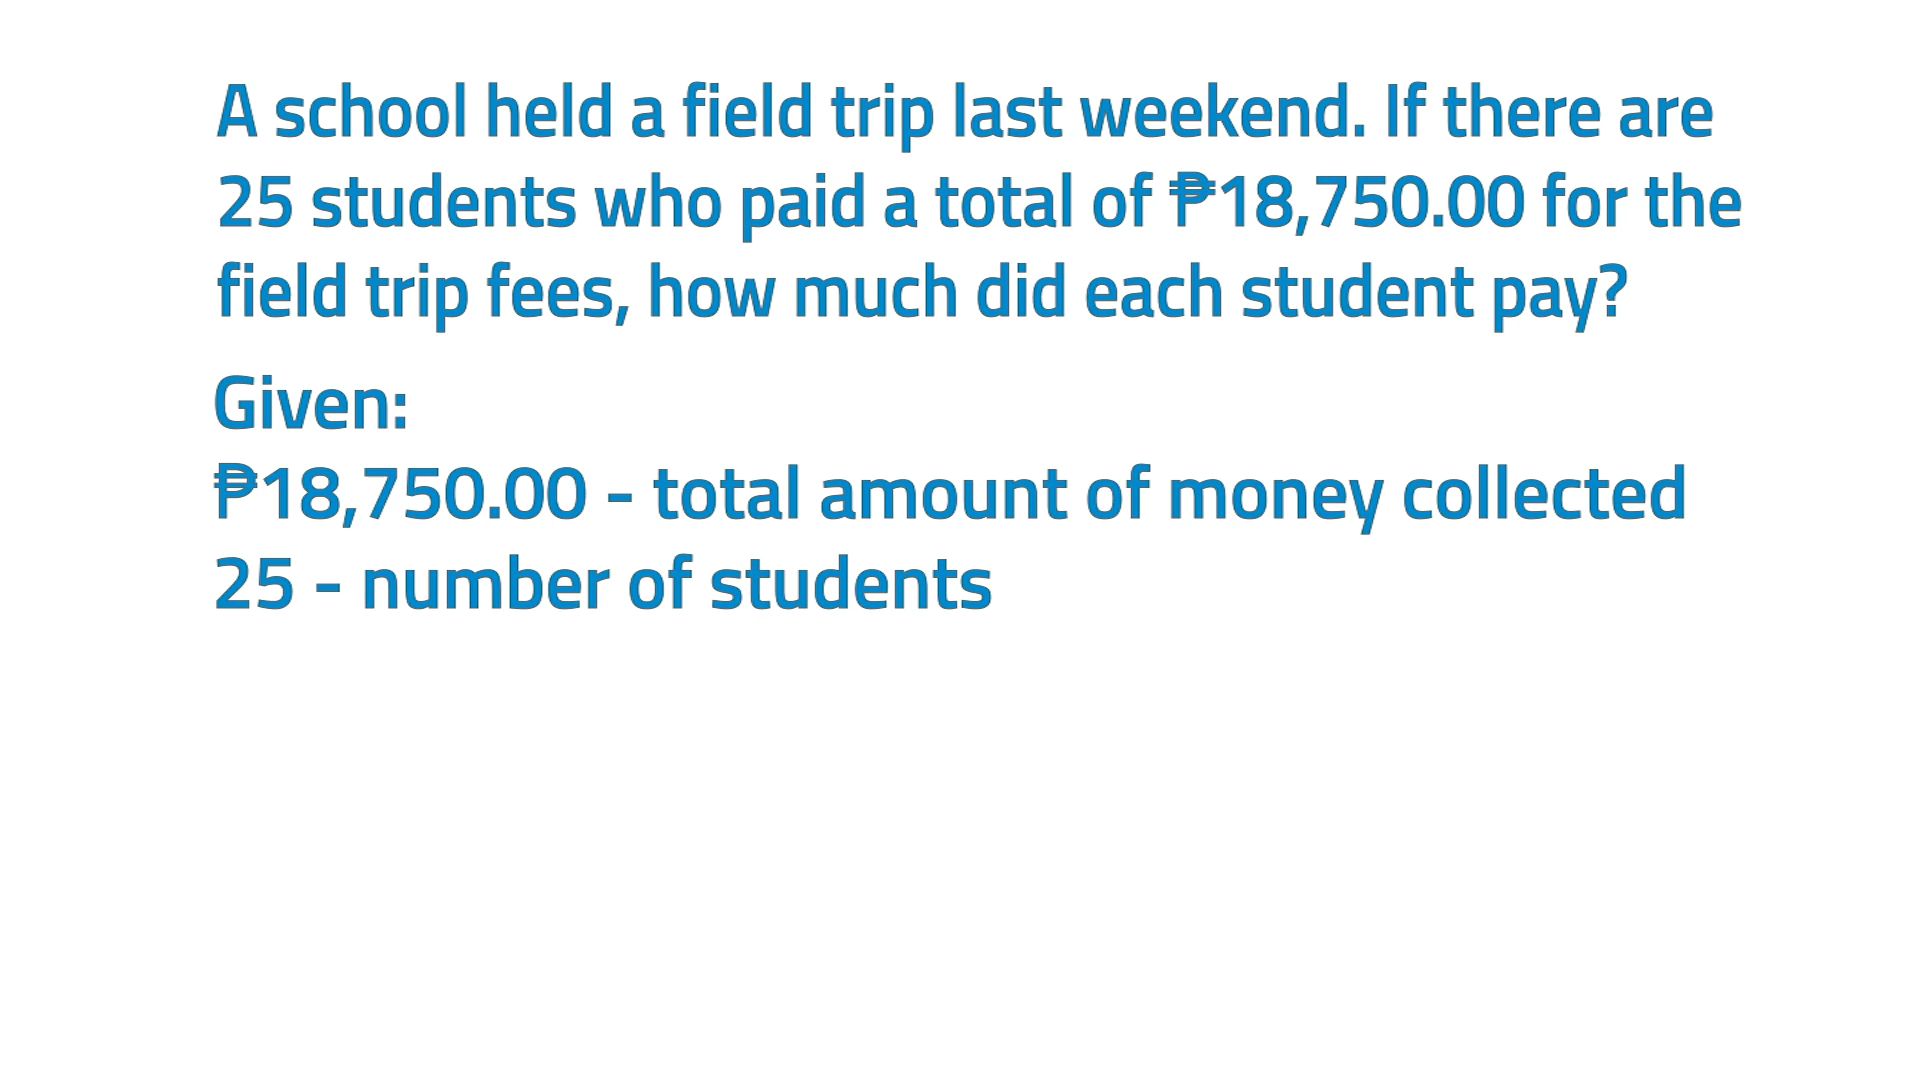 A school held a field trip last weekend. If there are
25 students who paid a total of ₱18,750.00 for the
field trip fees, how much did each student pay?
Given:
₱18,750.00 - total amount of money collected
25 - number of students